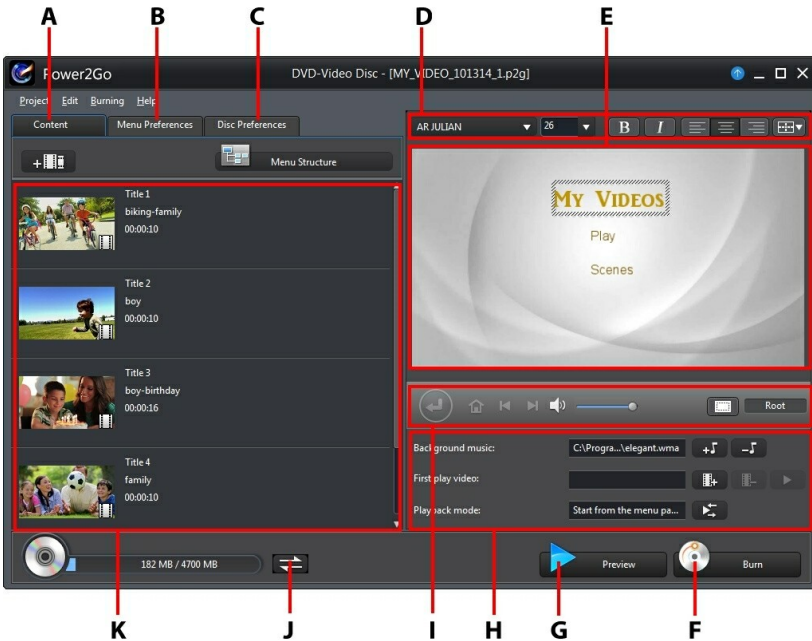 A B C D E
Power2Go DVD-Video Disc - [MY_VIDEO_101314_1.p2g]
Project Edit Burning Help
Content Menu Preferences Disc Preferences
AR JULIAN 26 B I
Menu Structure
Title 1
biking-family
00:00:10
Title 2
boy
00:00:10
Title 3
boy-birthday
00:00:16
Title 4
family
00:00:10
My Videos
Play
Scenes
Root
Background music: C:\Progra...\elegant.wma
First play video:
Playback mode: Start from the menu pa...
182 MB / 4700 MB Preview Burn
K J I H G F